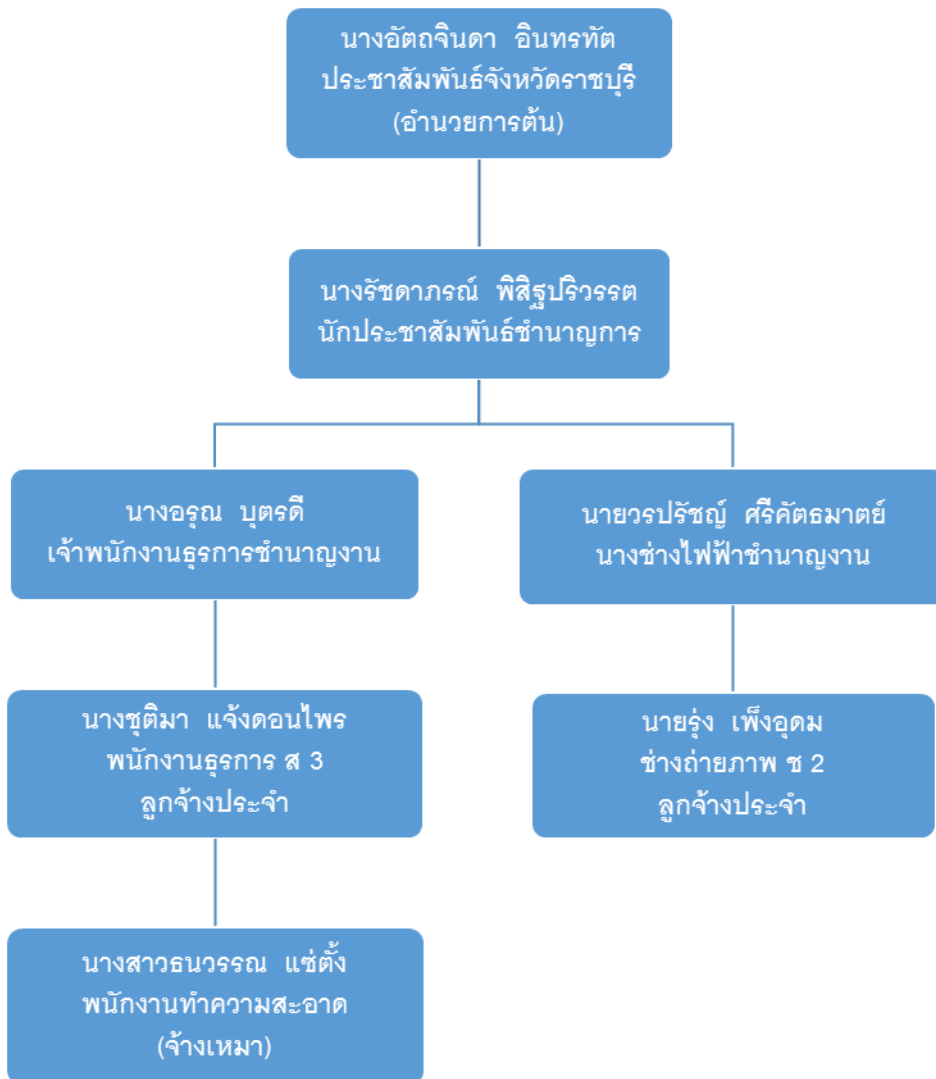 นางอัตถจินดา อินทรทัต
ประชาสัมพันธ์จังหวัดราชบุรี
(อำนวยการต้น)
นางรัชดาภรณ์ พิสิฐปริวรรต
นักประชาสัมพันธ์ชำนาญการ
นางอรุณ บุตรดี
เจ้าพนักงานธุรการชำนาญงาน
นายวรปรัชญ์ ศรีคัตธมาตย์
นางช่างไฟฟ้าชำนาญงาน
นางชุติมา แจ้งดอนไพร
พนักงานธุรการ ส 3
ลูกจ้างประจำ
นายรุ่ง เพ็งอุดม
ช่างถ่ายภาพ ช 2
ลูกจ้างประจำ
นางสาวธนวรรณ แซ่ตั้ง
พนักงานทำความสะอาด
(จ้างเหมา)